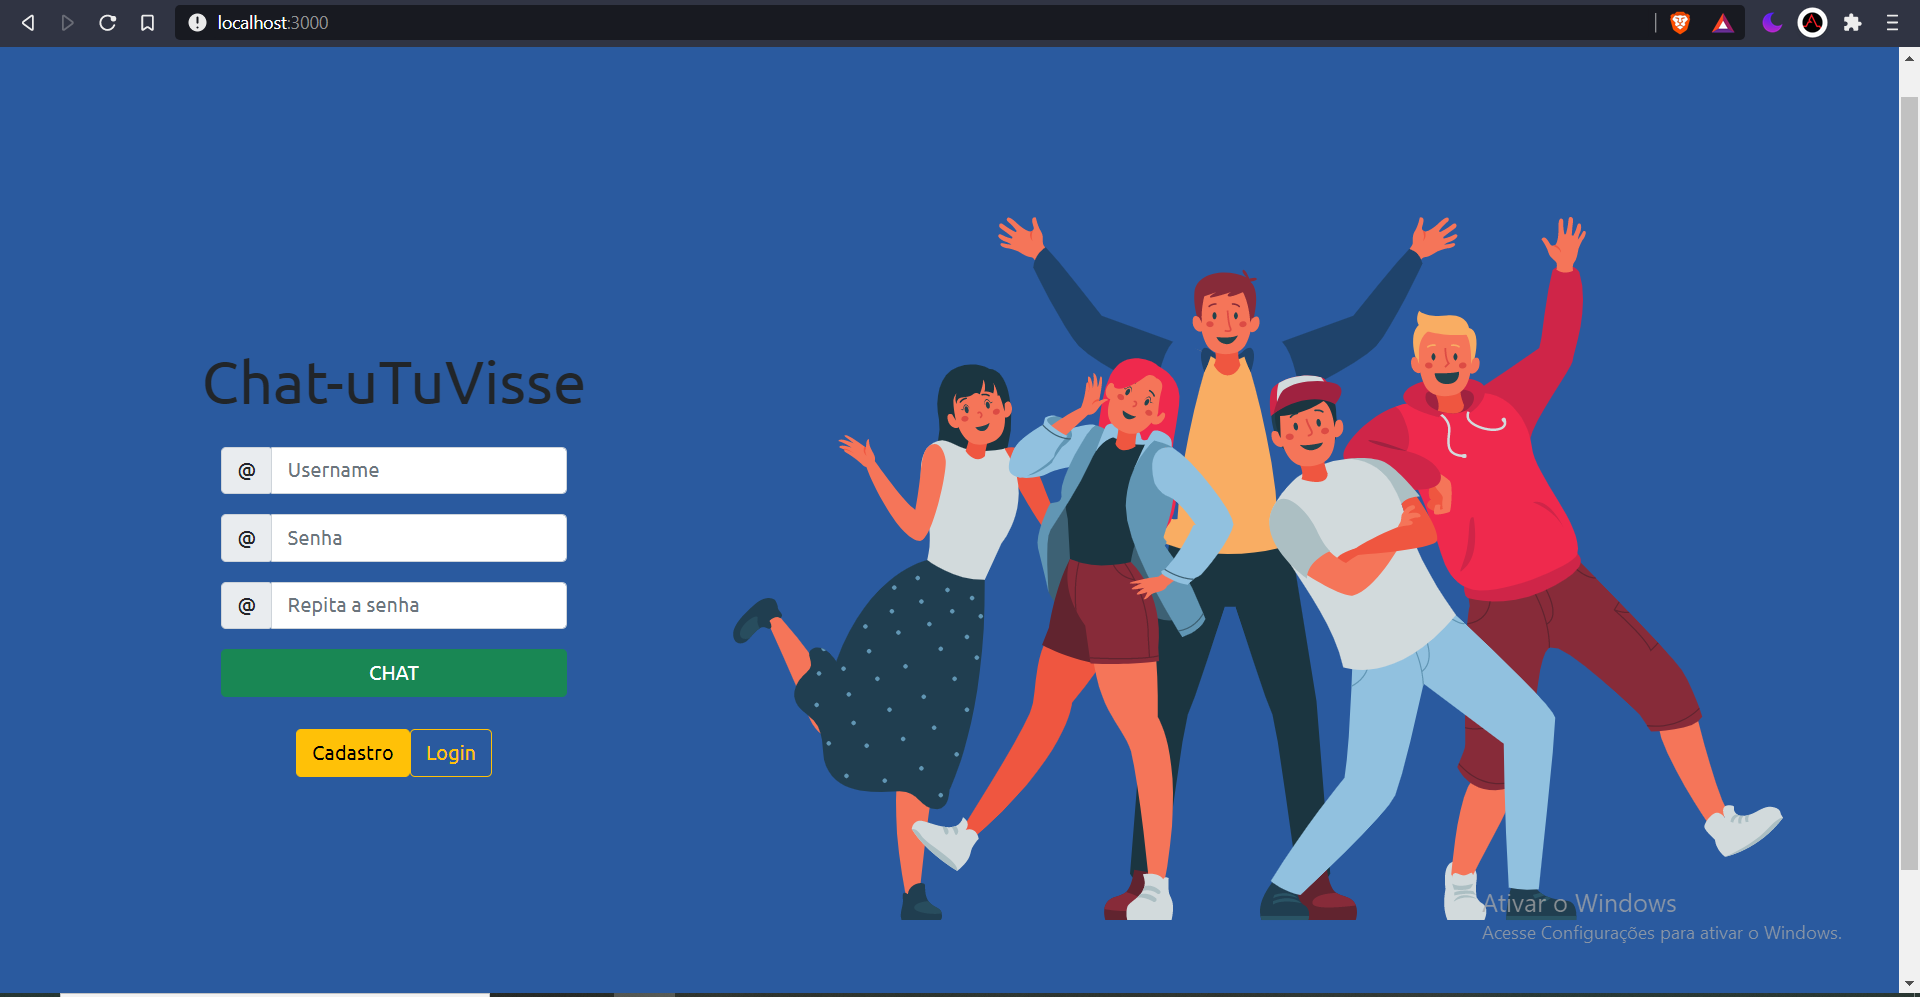 localhost:3000
Chat-uTuVisse
@ Username
@ Senha
@ Repita a senha
CHAT
Cadastro Login
Ativar o Windows
Acesse Configurações para ativar o Windows.